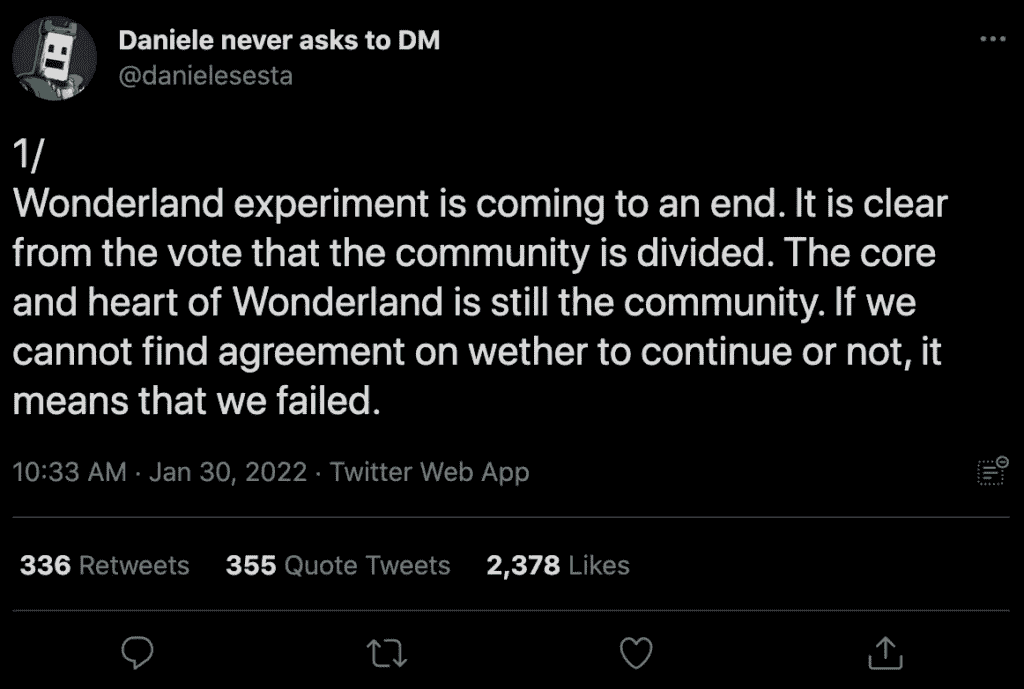 Daniele never asks to DM
@danielesesta
1/
Wonderland experiment is coming to an end. It is clear
from the vote that the community is divided. The core
and heart of Wonderland is still the community. If we
cannot find agreement on wether to continue or not, it
means that we failed.
10:33 AM · Jan 30, 2022 · Twitter Web App
336 Retweets 355 Quote Tweets 2,378 Likes